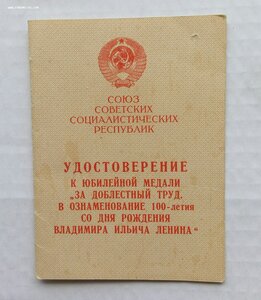 СОЮЗ
СОВЕТСКИХ
СОЦИАЛИСТИЧЕСКИХ
РЕСПУБЛИК
УДОСТОВЕРЕНИЕ
К ЮБИЛЕЙНОЙ МЕДАЛИ
„ЗА ДОБЛЕСТНЫЙ ТРУД.
В ОЗНАМЕНОВАНИЕ 100-летия
СО ДНЯ РОЖДЕНИЯ
ВЛАДИМИРА ИЛЬИЧА ЛЕНИНА“